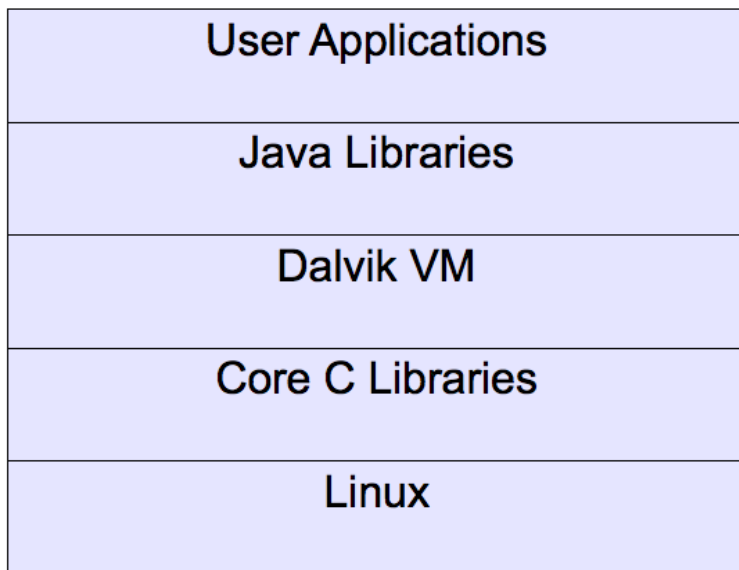 User Applications
Java Libraries
Dalvik VM
Core C Libraries
Linux